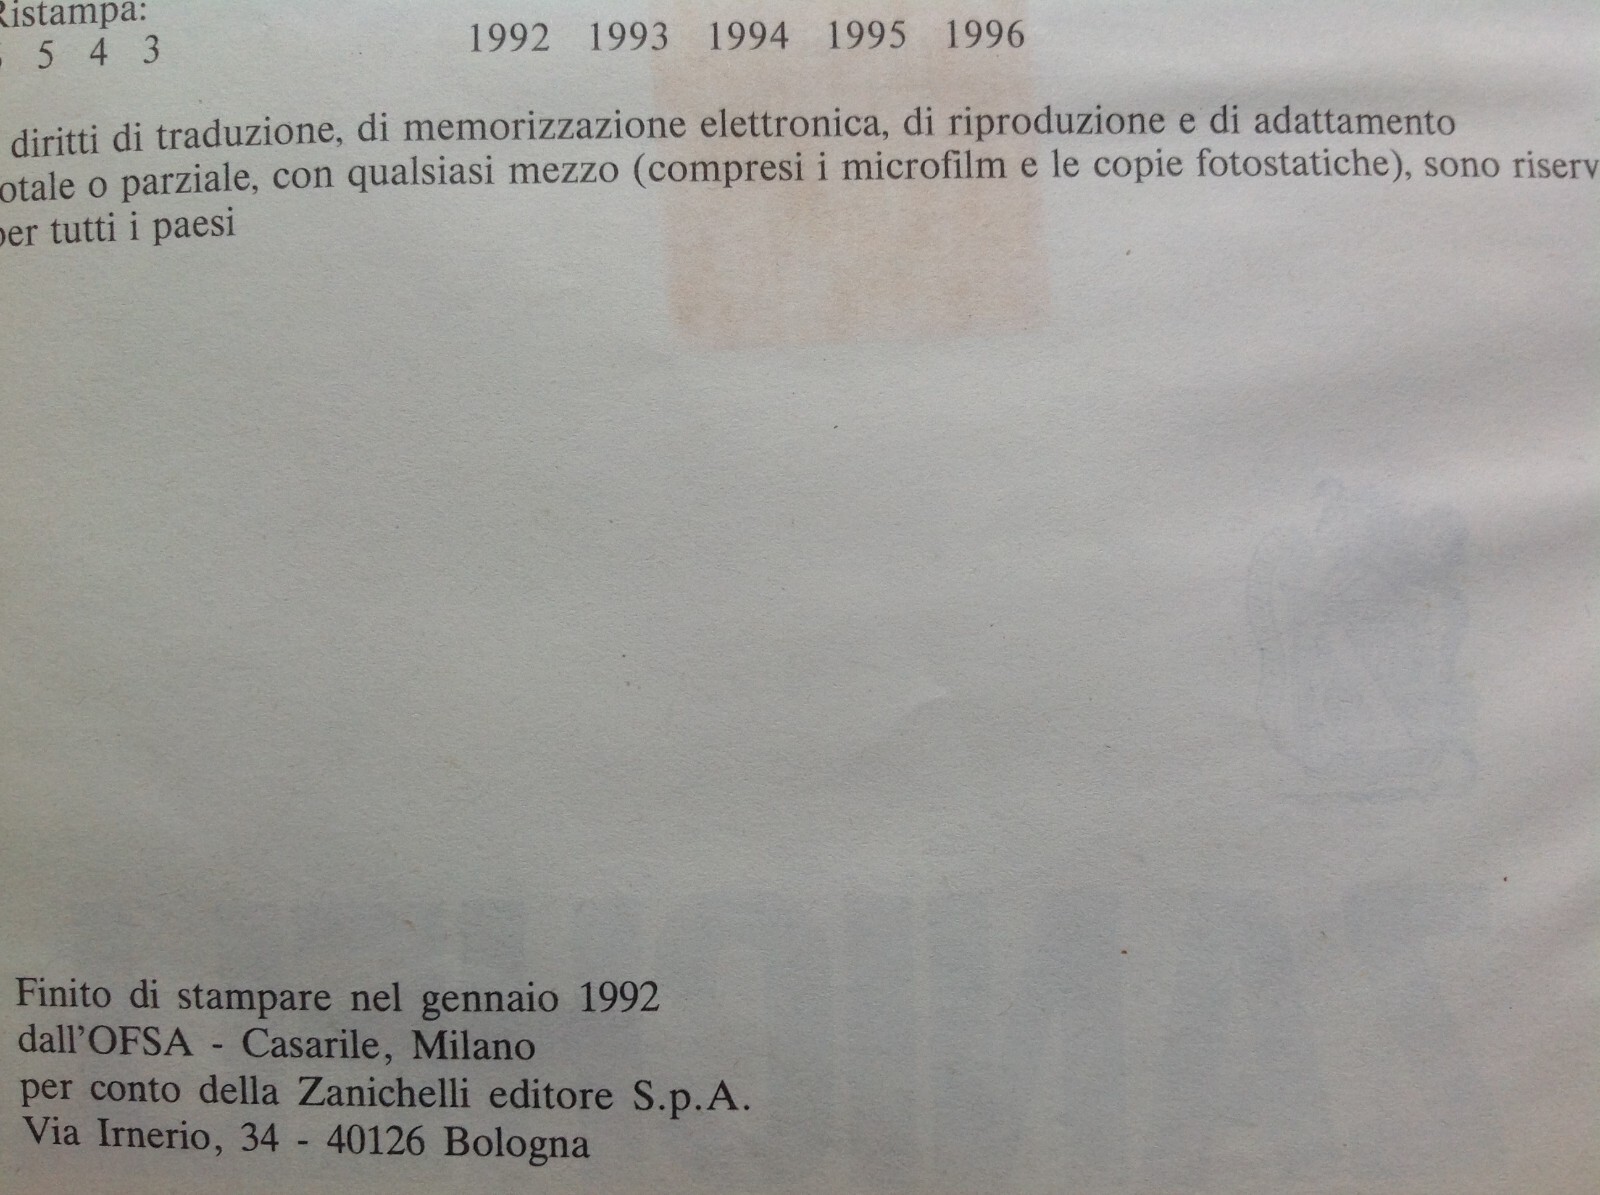 Ristampa:
5 4 3 1992 1993 1994 1995 1996
diritti di traduzione, di memorizzazione elettronica, di riproduzione e di adattamento
otale o parziale, con qualsiasi mezzo (compresi i microfilm e le copie fotostatiche), sono riserv
per tutti i paesi
Finito di stampare nel gennaio 1992
dall'OFSA - Casarile, Milano
per conto della Zanichelli editore S.p.A.
Via Irnerio, 34 - 40126 Bologna